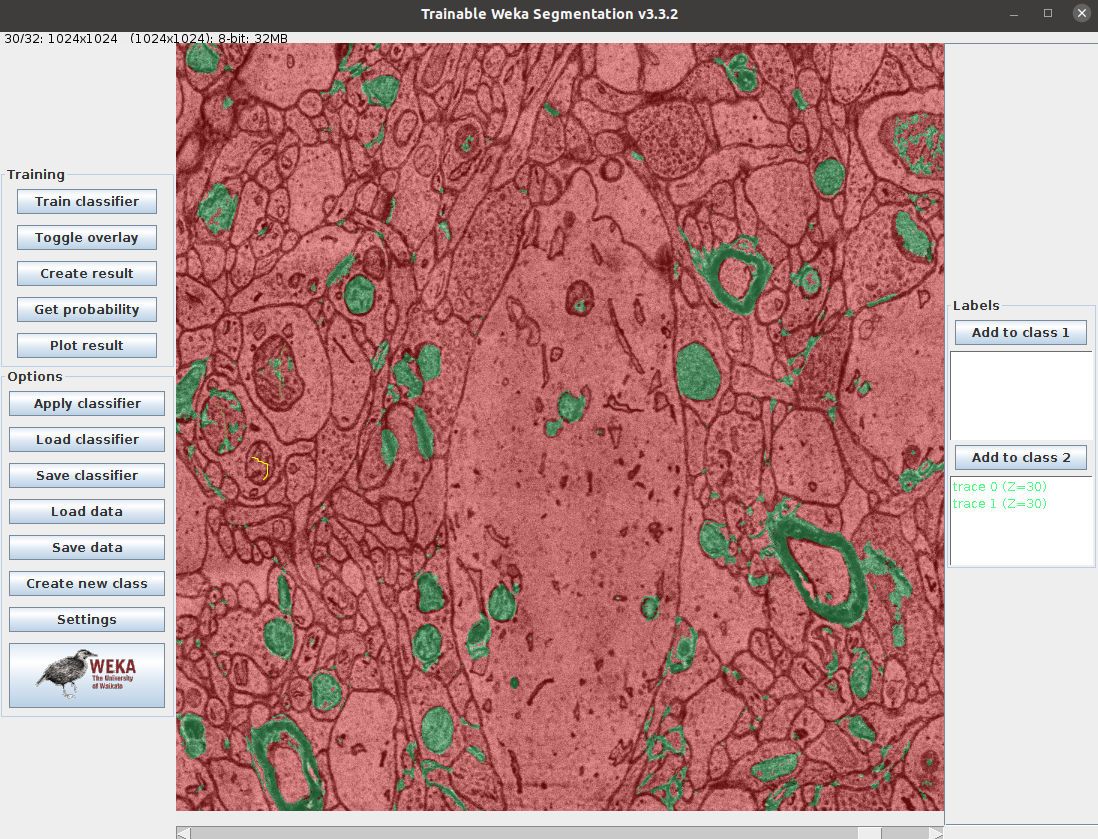 Trainable Weka Segmentation v3.3.2
30/32: 1024x1024 (1024x1024); 8-bit; 32MB
Training
Train classifier
Toggle overlay
Create result
Get probability
Plot result
Options
Apply classifier
Load classifier
Save classifier
Load data
Save data
Create new class
Settings
WEKA
The University
of Waikato
Labels
Add to class 1
Add to class 2
trace 0 (Z=30)
trace 1 (Z=30)